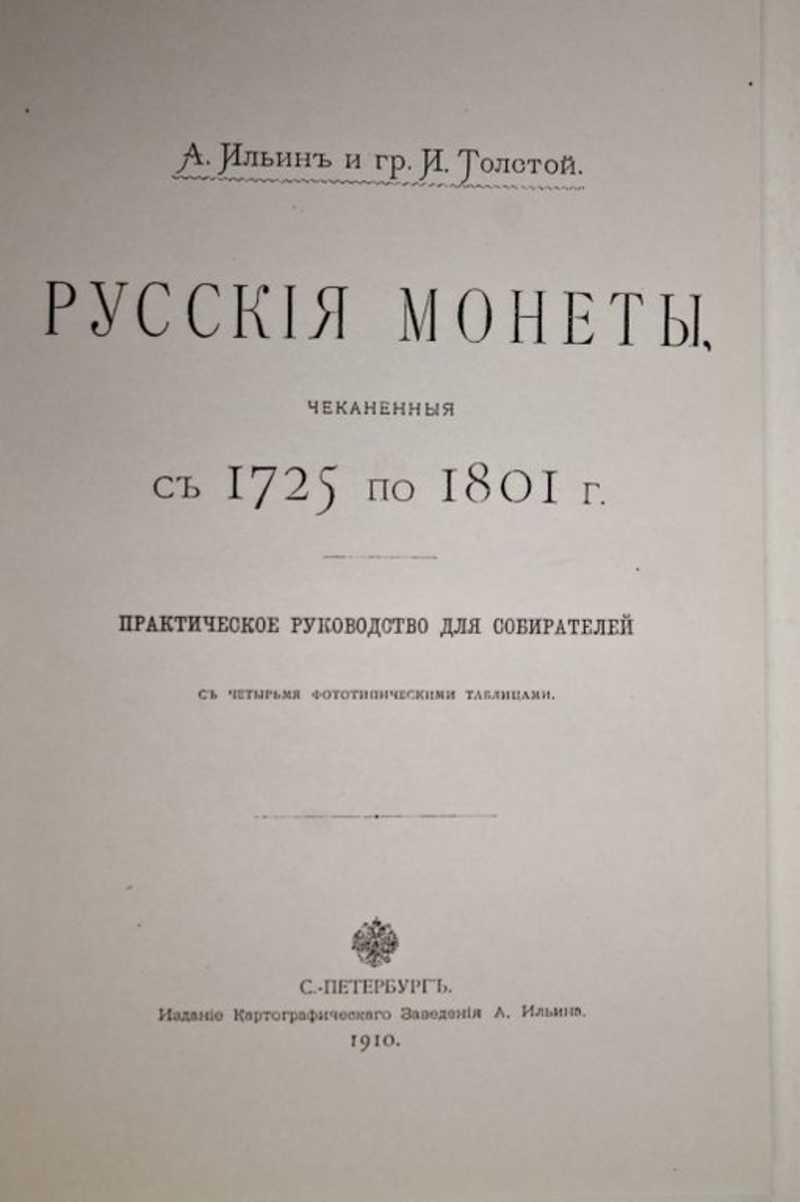 А. Ильинъ и гр. И. Толстой.
РУССКІЯ МОНЕТЫ,
ЧЕКАНЕННЫЯ
съ 1725 по 1801 г.
ПРАКТИЧЕСКОЕ РУКОВОДСТВО ДЛЯ СОБИРАТЕЛЕЙ
СЪ ЧЕТЫРЬМЯ ФОТОТИПИЧЕСКИМИ ТАБЛИЦАМИ.
С.-ПЕТЕРБУРГЪ.
Изданіе Картографическаго Заведенія А. Ильина.
1910.